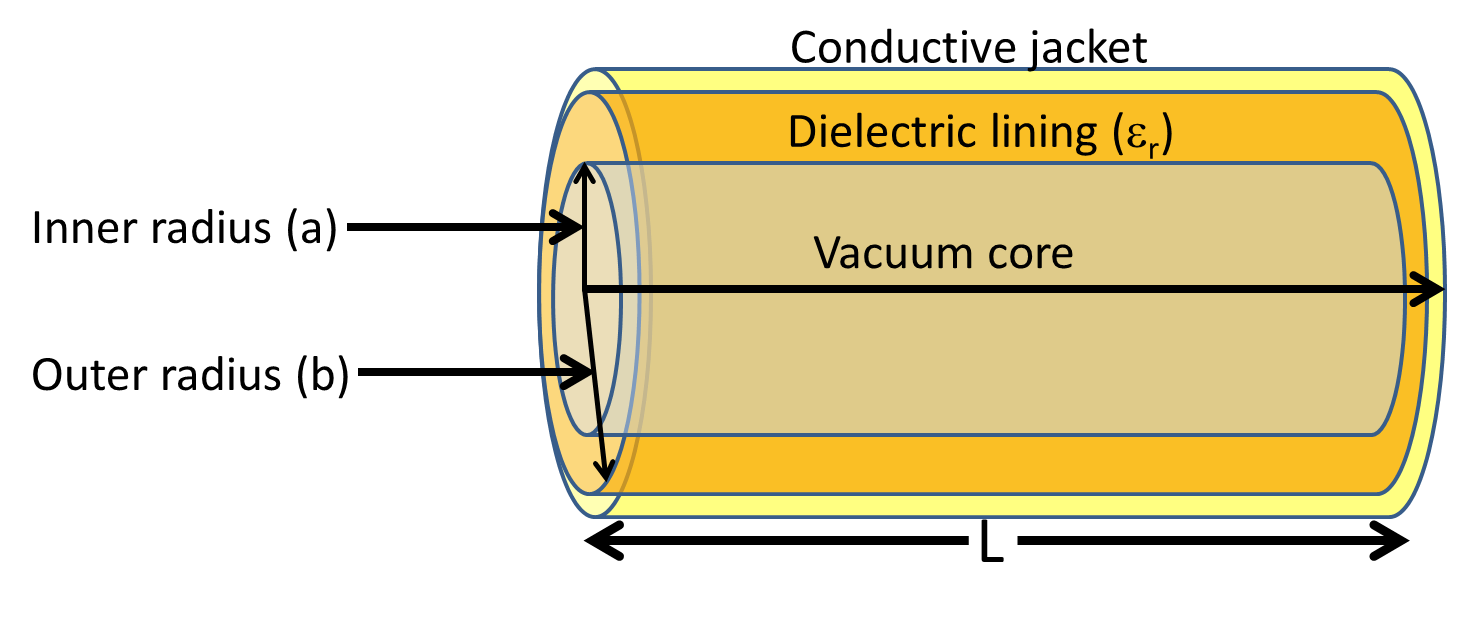 Conductive jacket
Dielectric lining (εr)
Inner radius (a)
Vacuum core
Outer radius (b)
L